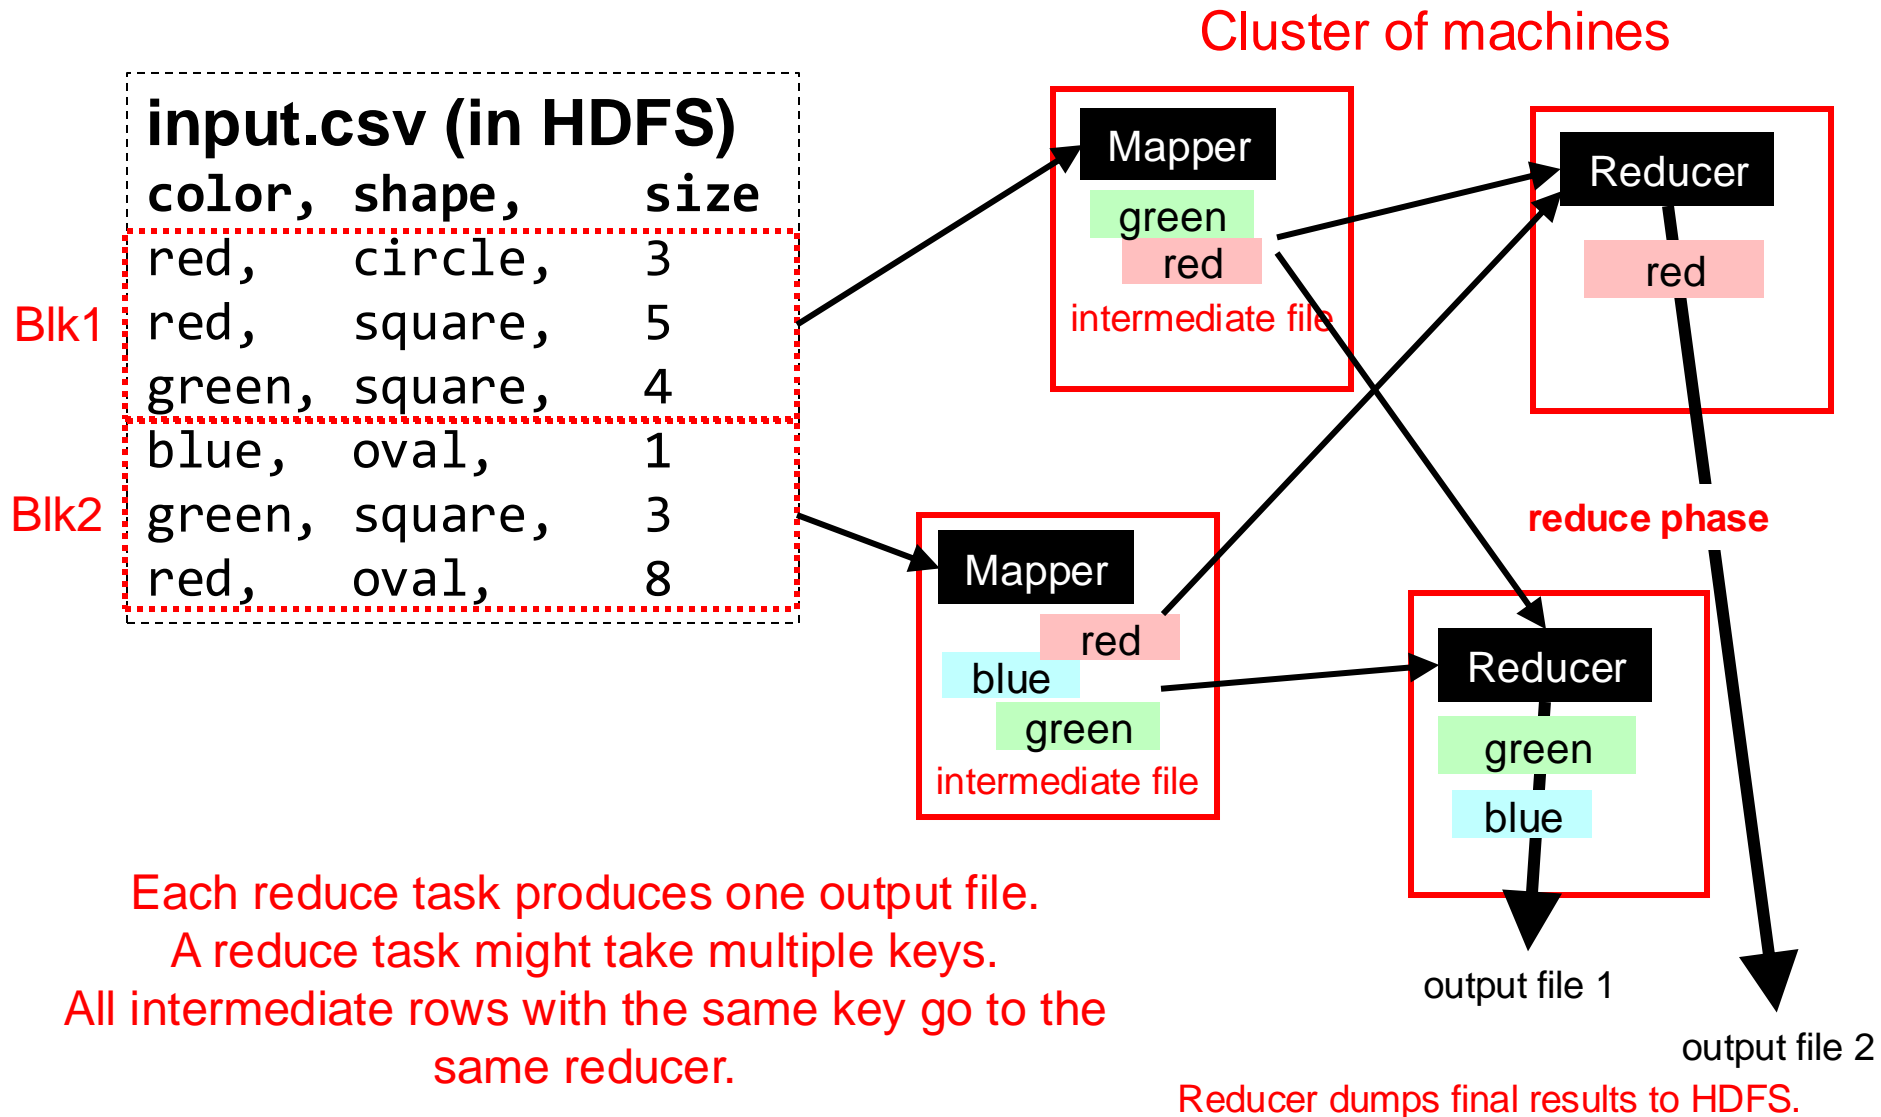 Cluster of machines
input.csv (in HDFS)
color, shape, size
Blk1
red, circle, 3
red, square, 5
green, square, 4
Blk2
blue, oval, 1
green, square, 3
red, oval, 8
Mapper
green
red
intermediate file
Reducer
red
reduce phase
Mapper
red
blue
green
intermediate file
Reducer
green
blue
output file 1
output file 2
Each reduce task produces one output file.
A reduce task might take multiple keys.
All intermediate rows with the same key go to the
same reducer.
Reducer dumps final results to HDFS.